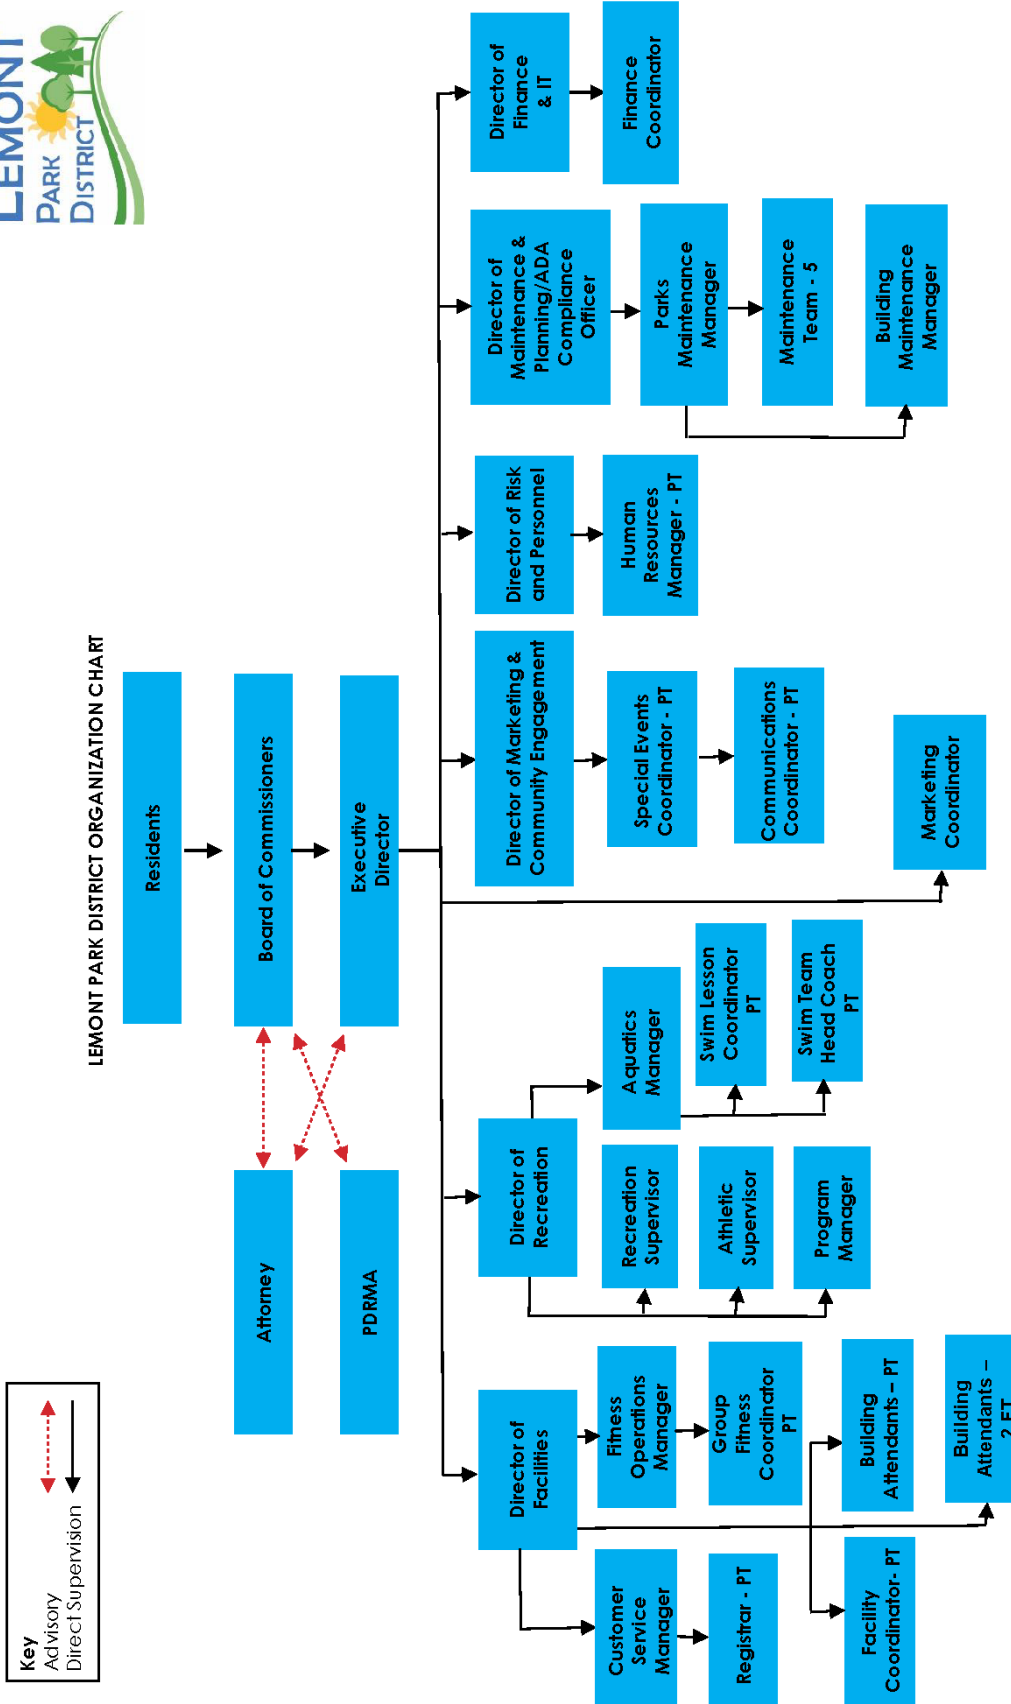 LEMONT
PARK
DISTRICT
LEMONT PARK DISTRICT ORGANIZATION CHART
Key
Advisory
Direct Supervision
Residents
Attorney
Board of Commissioners
PDRMA
Executive
Director
Director of
Facilities
Director of
Recreation
Director of Marketing &
Community Engagement
Director of Risk
and Personnel
Director of
Maintenance &
Planning/ADA
Compliance
Officer
Director of
Finance
& IT
Customer
Service
Manager
Registrar - PT
Fitness
Operations
Manager
Group
Fitness
Coordinator
PT
Facility
Coordinator- PT
Building
Attendants – PT
Building
Attendants –
2 FT
Recreation
Supervisor
Athletic
Supervisor
Program
Manager
Aquatics
Manager
Swim Lesson
Coordinator
PT
Swim Team
Head Coach
PT
Marketing
Coordinator
Special Events
Coordinator - PT
Communications
Coordinator - PT
Human
Resources
Manager - PT
Parks
Maintenance
Manager
Maintenance
Team - 5
Building
Maintenance
Manager
Finance
Coordinator